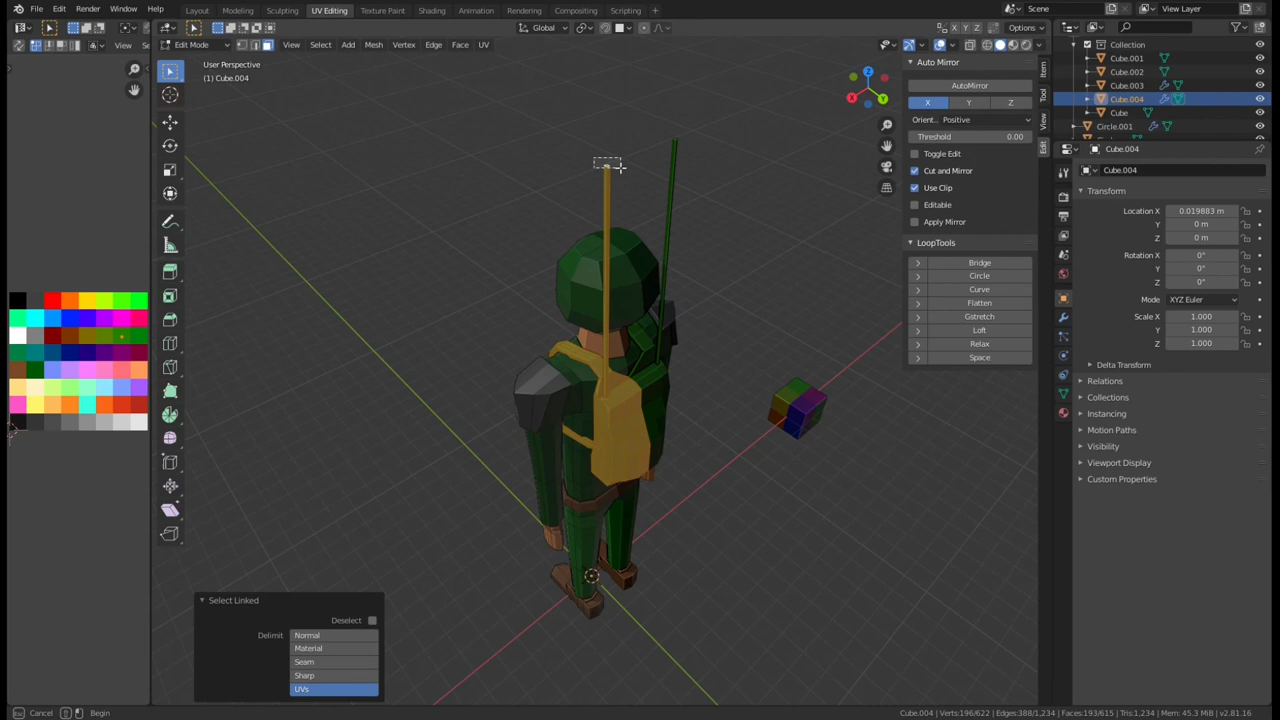 File Edit Render Window Help
Layout Modeling Sculpting UV Editing Texture Paint Shading Animation Rendering Compositing Scripting +
Scene
View Layer
Global
X Y Z
Options
View Se
Edit Mode
View Select Add Mesh Vertex Edge Face UV
User Perspective
(1) Cube.004
Auto Mirror
AutoMirror
X Y Z
Orient.. Positive
Threshold 0.00
Toggle Edit
Cut and Mirror
Use Clip
Editable
Apply Mirror
LoopTools
Bridge
Circle
Curve
Flatten
Gstretch
Loft
Relax
Space
Item
Tool
View
Edit
Collection
Cube.001
Cube.002
Cube.003
Cube.004
Cube
Circle.001
Cube.004
Cube.004
Transform
Location X 0.019883 m
Y 0 m
Z 0 m
Rotation X 0°
Y 0°
Z 0°
Mode XYZ Euler
Scale X 1.000
Y 1.000
Z 1.000
Delta Transform
Relations
Collections
Instancing
Motion Paths
Visibility
Viewport Display
Custom Properties
Select Linked
Deselect
Delimit
Normal
Material
Seam
Sharp
UVs
Cancel Begin
Cube.004 | Verts:196/622 | Edges:388/1,234 | Faces:193/615 | Tris:1,234 | Mem: 45.3 MiB | v2.81.16